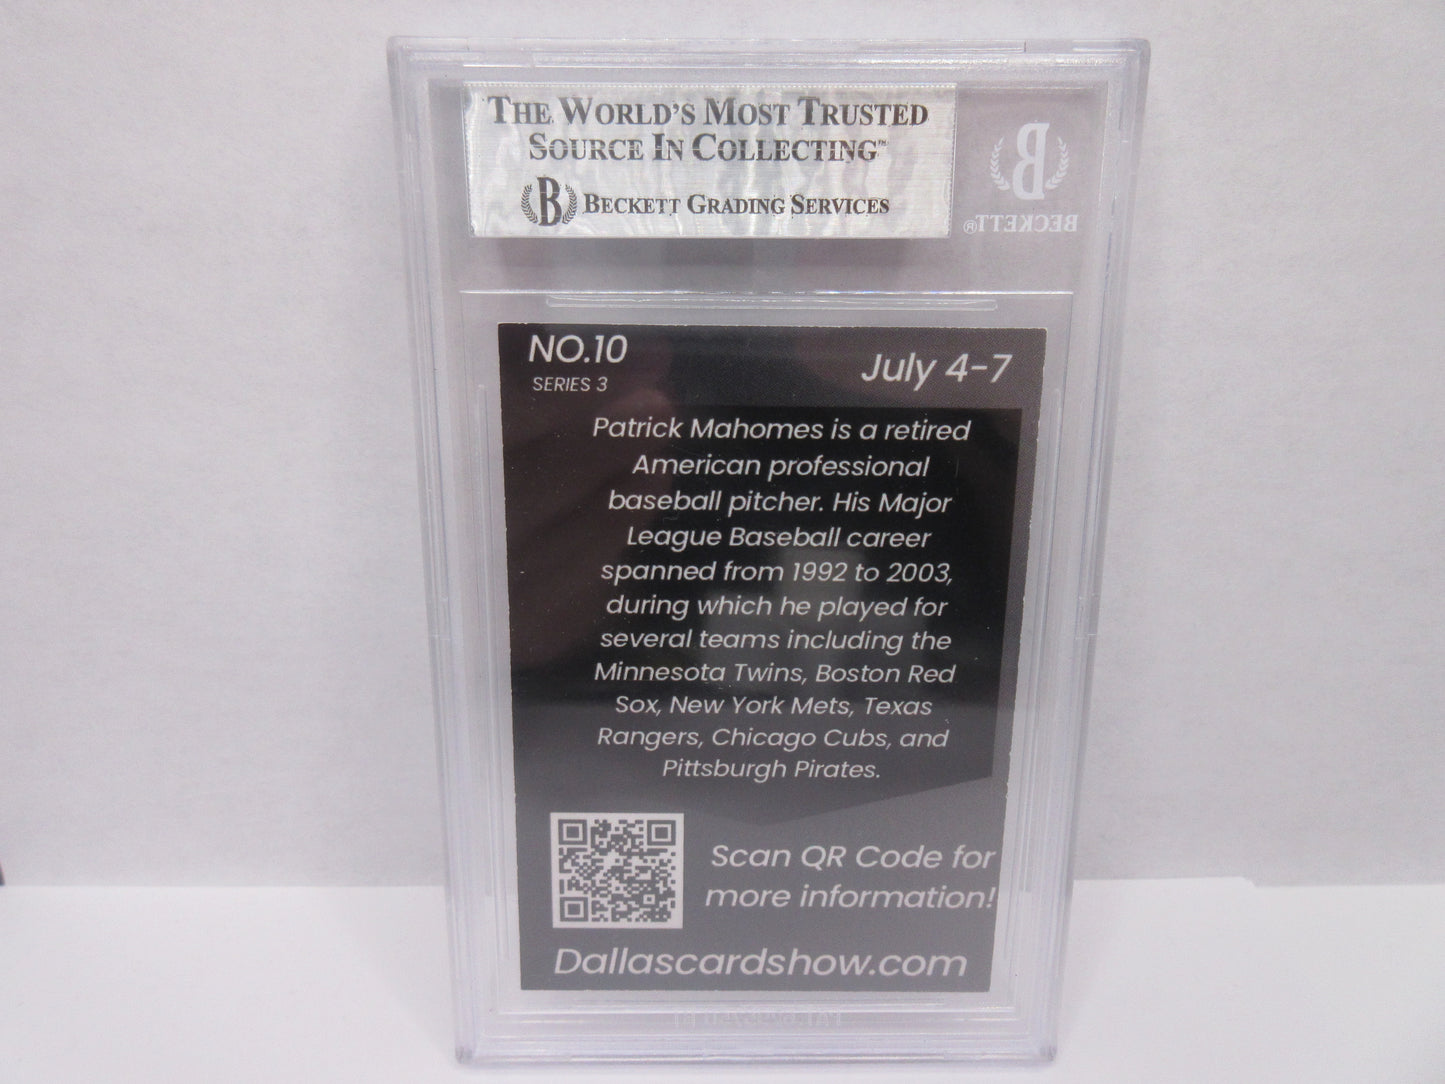 THE WORLD'S MOST TRUSTED
SOURCE IN COLLECTING™
B BECKETT GRADING SERVICES
B
BECKETT®
NO.10
SERIES 3
July 4-7
Patrick Mahomes is a retired
American professional
baseball pitcher. His Major
League Baseball career
spanned from 1992 to 2003,
during which he played for
several teams including the
Minnesota Twins, Boston Red
Sox, New York Mets, Texas
Rangers, Chicago Cubs, and
Pittsburgh Pirates.
Scan QR Code for
more information!
Dallascardshow.com